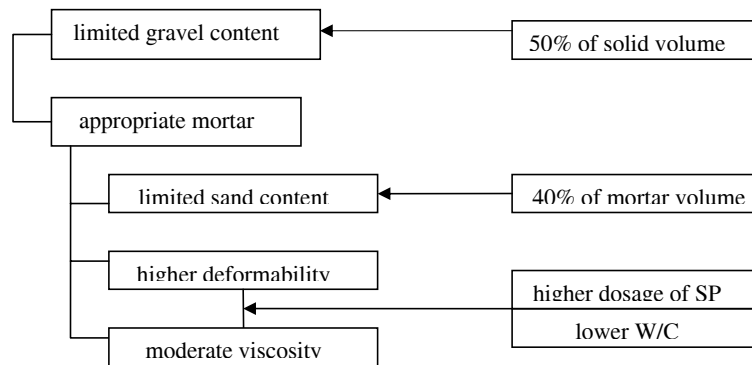 limited gravel content
50% of solid volume
appropriate mortar
limited sand content
40% of mortar volume
higher deformability
higher dosage of SP
lower W/C
moderate viscosity